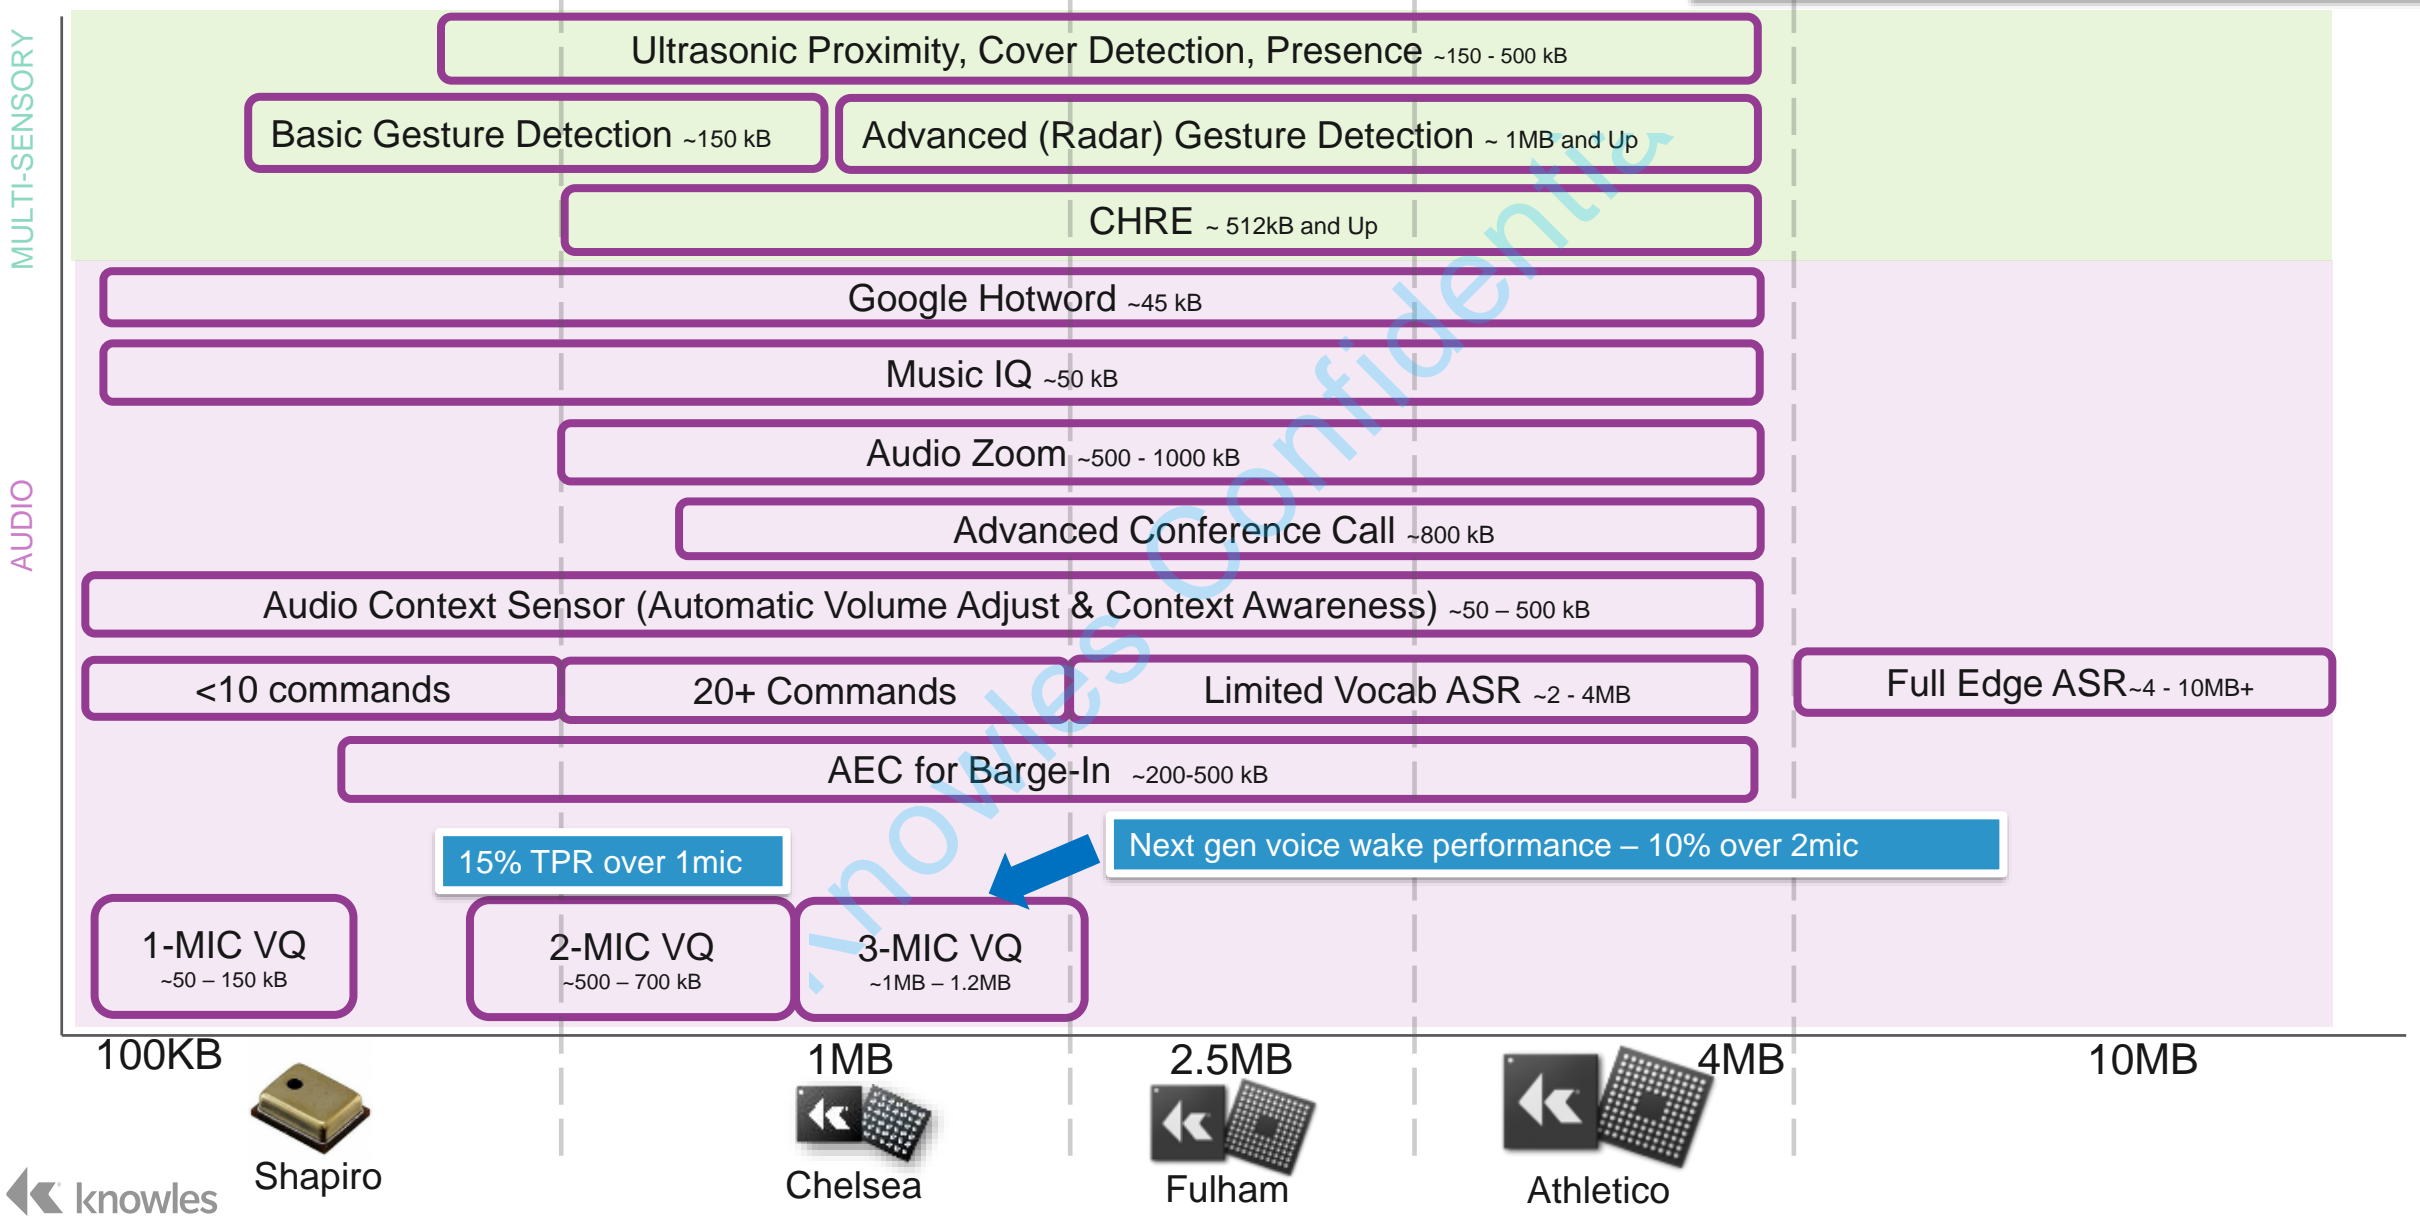 MULTI-SENSORY
Ultrasonic Proximity, Cover Detection, Presence ~150 - 500 kB
Basic Gesture Detection ~150 kB
Advanced (Radar) Gesture Detection ~ 1MB and Up
CHRE ~ 512kB and Up
AUDIO
Google Hotword ~45 kB
Music IQ ~50 kB
Audio Zoom ~500 - 1000 kB
Advanced Conference Call ~800 kB
Audio Context Sensor (Automatic Volume Adjust & Context Awareness) ~50 – 500 kB
<10 commands
20+ Commands
Limited Vocab ASR ~2 - 4MB
Full Edge ASR~4 - 10MB+
AEC for Barge-In ~200-500 kB
15% TPR over 1mic
Next gen voice wake performance – 10% over 2mic
1-MIC VQ
~50 – 150 kB
2-MIC VQ
~500 – 700 kB
3-MIC VQ
~1MB – 1.2MB
Knowles Confidential
100KB
1MB
2.5MB
4MB
10MB
Shapiro
Chelsea
Fulham
Athletico
knowles